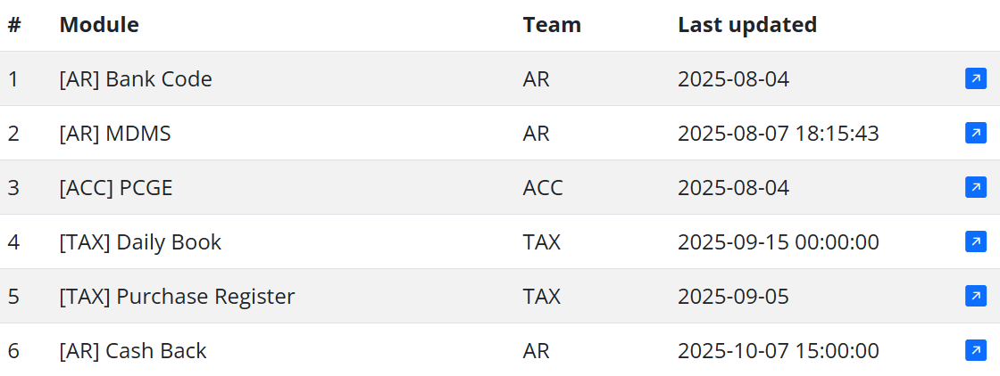 # Module Team Last updated
1 [AR] Bank Code AR 2025-08-04
2 [AR] MDMS AR 2025-08-07 18:15:43
3 [ACC] PCGE ACC 2025-08-04
4 [TAX] Daily Book TAX 2025-09-15 00:00:00
5 [TAX] Purchase Register TAX 2025-09-05
6 [AR] Cash Back AR 2025-10-07 15:00:00